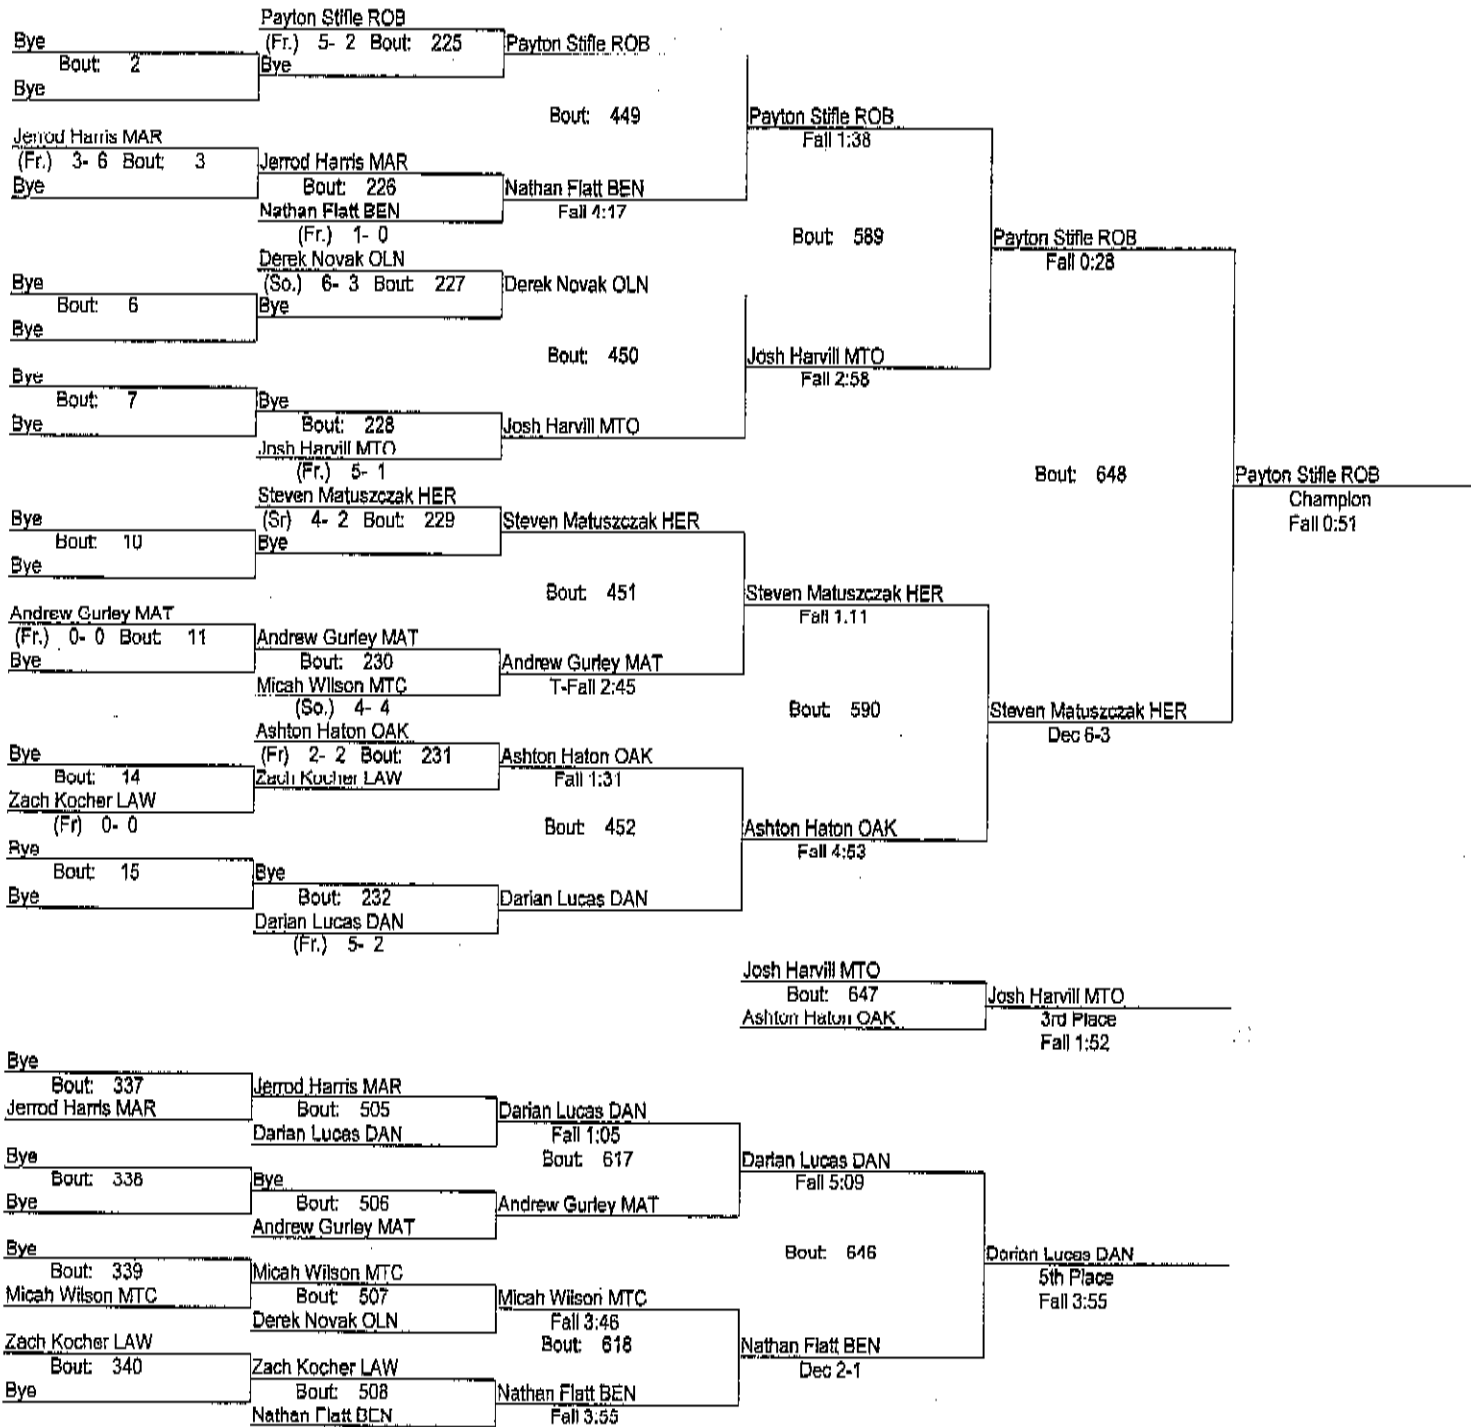 Payton Stifle ROB
Bye
(Fr.) 5- 2 Bout: 225
Payton Stifle ROB
Bout: 2
Bye
Bye
Bout: 449
Payton Stifle ROB
Fall 1:38
Jerrod Harris MAR
(Fr.) 3- 6 Bout: 3
Jerrod Harris MAR
Bye
Bout: 226
Nathan Flatt BEN
Nathan Flatt BEN
Fall 4:17
(Fr.) 1- 0
Bout: 589
Payton Stifle ROB
Fall 0:28
Derek Novak OLN
Bye
(So.) 6- 3 Bout: 227
Derek Novak OLN
Bout: 6
Bye
Bye
Bout: 450
Josh Harvill MTO
Fall 2:58
Bye
Bout: 7
Bye
Bye
Bout: 228
Josh Harvill MTO
Josh Harvill MTO
(Fr.) 5- 1
Bout: 648
Payton Stifle ROB
Champion
Fall 0:51
Steven Matuszczak HER
Bye
(Sr) 4- 2 Bout: 229
Steven Matuszczak HER
Bout: 10
Bye
Bye
Bout: 451
Steven Matuszczak HER
Fall 1.11
Andrew Gurley MAT
(Fr.) 0- 0 Bout: 11
Andrew Gurley MAT
Bye
Bout: 230
Andrew Gurley MAT
Micah Wilson MTC
T-Fall 2:45
(So.) 4- 4
Bout: 590
Steven Matuszczak HER
Dec 6-3
Ashton Haton OAK
Bye
(Fr) 2- 2 Bout: 231
Ashton Haton OAK
Bout: 14
Zach Kocher LAW
Fall 1:31
Zach Kocher LAW
(Fr) 0- 0
Bout: 452
Ashton Haton OAK
Fall 4:53
Bye
Bout: 15
Bye
Bye
Bout: 232
Darian Lucas DAN
Darian Lucas DAN
(Fr.) 5- 2
Josh Harvill MTO
Bout: 647
Josh Harvill MTO
Ashton Haton OAK
3rd Place
Fall 1:52
Bye
Bout: 337
Jerrod Harris MAR
Jerrod Harris MAR
Bout: 505
Darian Lucas DAN
Darian Lucas DAN
Fall 1:05
Bye
Bout: 617
Darian Lucas DAN
Bout: 338
Bye
Fall 5:09
Bye
Bout: 506
Andrew Gurley MAT
Andrew Gurley MAT
Bye
Bout: 646
Darian Lucas DAN
Bout: 339
Micah Wilson MTC
5th Place
Micah Wilson MTC
Bout: 507
Micah Wilson MTC
Fall 3:55
Derek Novak OLN
Fall 3:46
Zach Kocher LAW
Bout: 618
Nathan Flatt BEN
Bout: 340
Zach Kocher LAW
Dec 2-1
Bye
Bout: 508
Nathan Flatt BEN
Nathan Flatt BEN
Fall 3:55